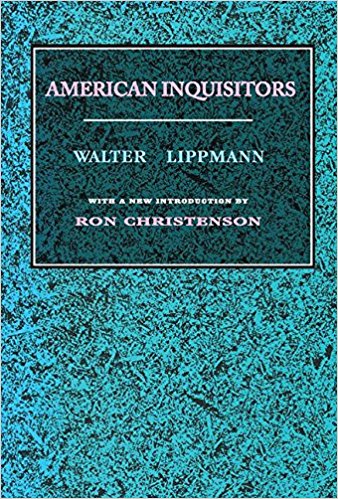 AMERICAN INQUISITORS
WALTER LIPPMANN
WITH A NEW INTRODUCTION BY
RON CHRISTENSON